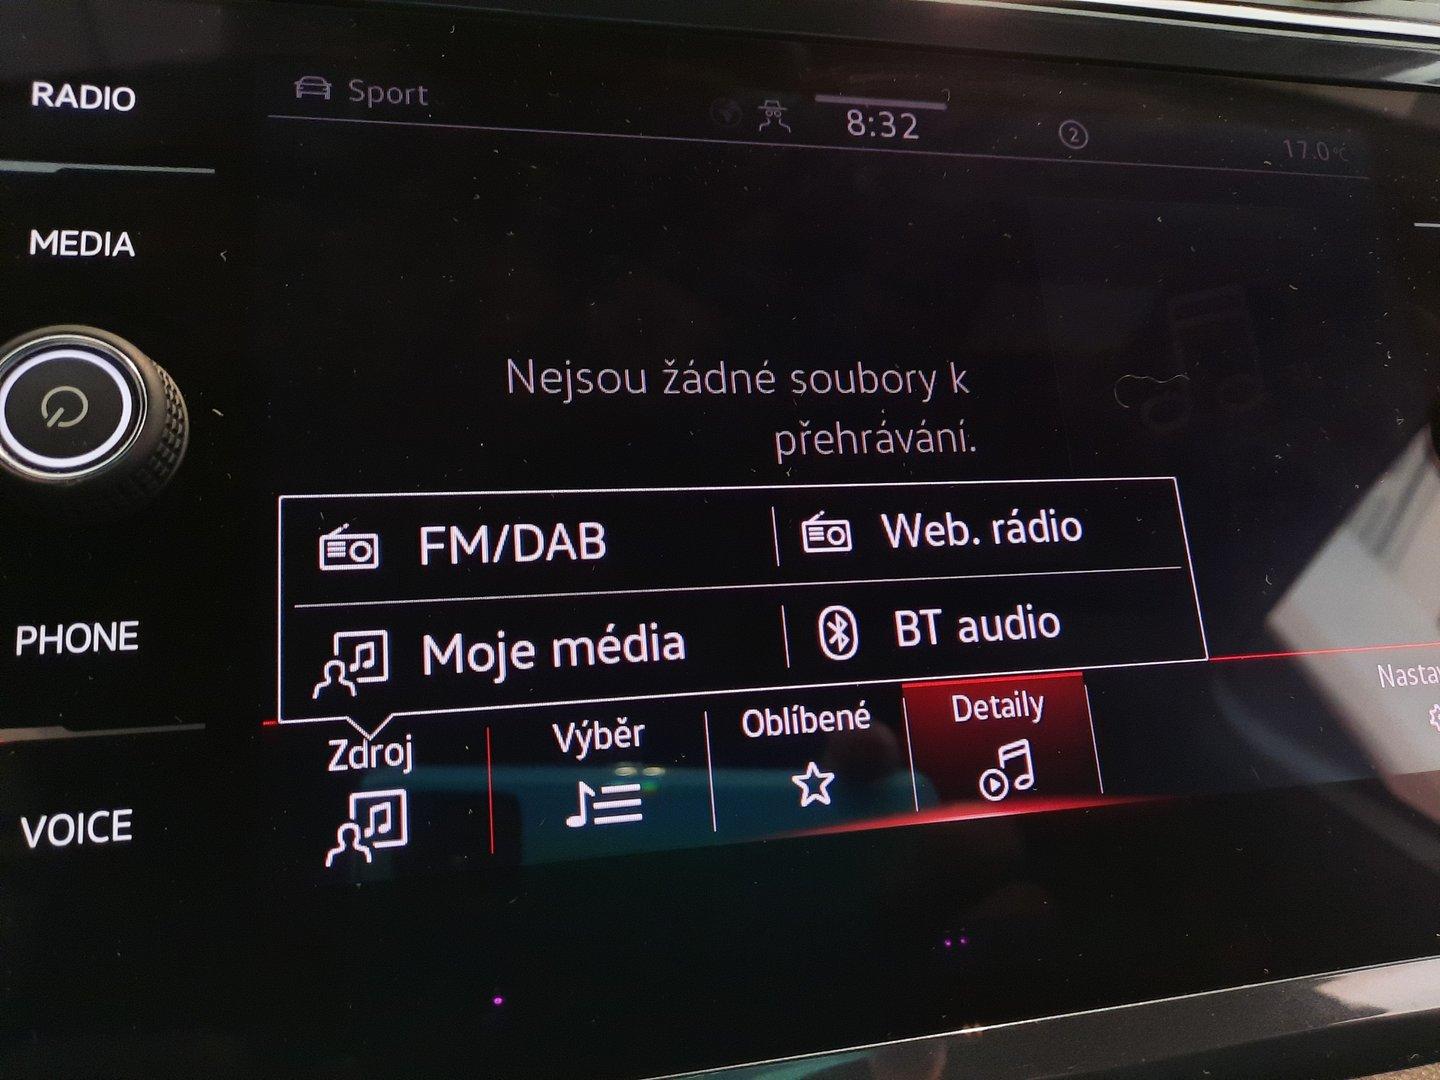 RADIO
Sport
8:32
2
17.0°C
MEDIA
Nejsou žádné soubory k
přehrávání.
FM/DAB
Web. rádio
Moje média
BT audio
PHONE
Zdroj
Výběr
Oblíbené
Detaily
VOICE